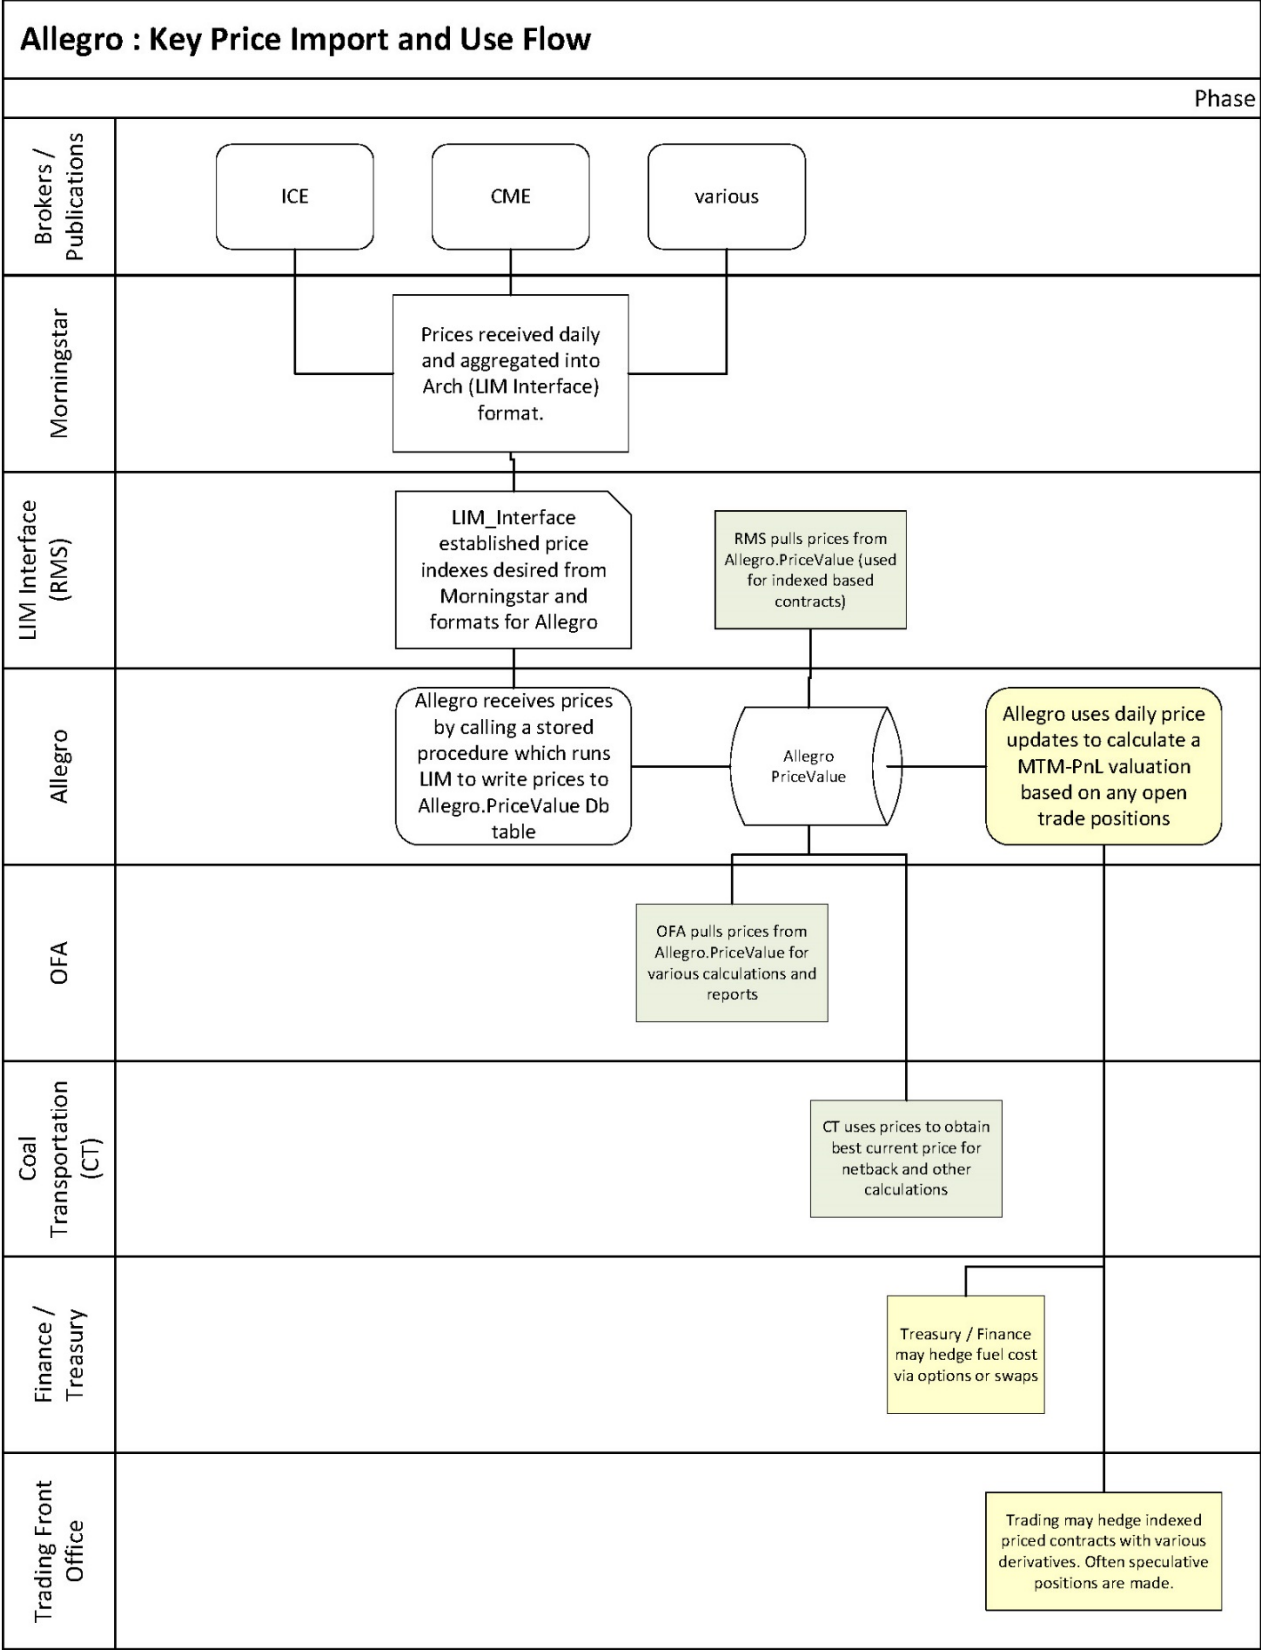 Allegro : Key Price Import and Use Flow
Phase
Brokers /
Publications
ICE
CME
various
Morningstar
Prices received daily
and aggregated into
Arch (LIM Interface)
format.
LIM Interface
(RMS)
LIM_Interface
established price
indexes desired from
Morningstar and
formats for Allegro
RMS pulls prices from
Allegro.PriceValue (used
for indexed based
contracts)
Allegro
Allegro receives prices
by calling a stored
procedure which runs
LIM to write prices to
Allegro.PriceValue Db
table
Allegro
PriceValue
Allegro uses daily price
updates to calculate a
MTM-PnL valuation
based on any open
trade positions
OFA
OFA pulls prices from
Allegro.PriceValue for
various calculations and
reports
Coal
Transportation
(CT)
CT uses prices to obtain
best current price for
netback and other
calculations
Finance /
Treasury
Treasury / Finance
may hedge fuel cost
via options or swaps
Trading Front
Office
Trading may hedge indexed
priced contracts with various
derivatives. Often speculative
positions are made.